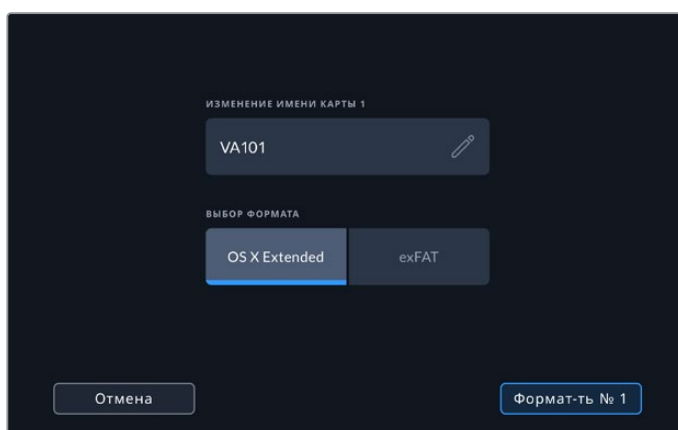 ИЗМЕНЕНИЕ ИМЕНИ КАРТЫ 1
VA101
ВЫБОР ФОРМАТА
OS X Extended
exFAT
Отмена
Формат-ть № 1